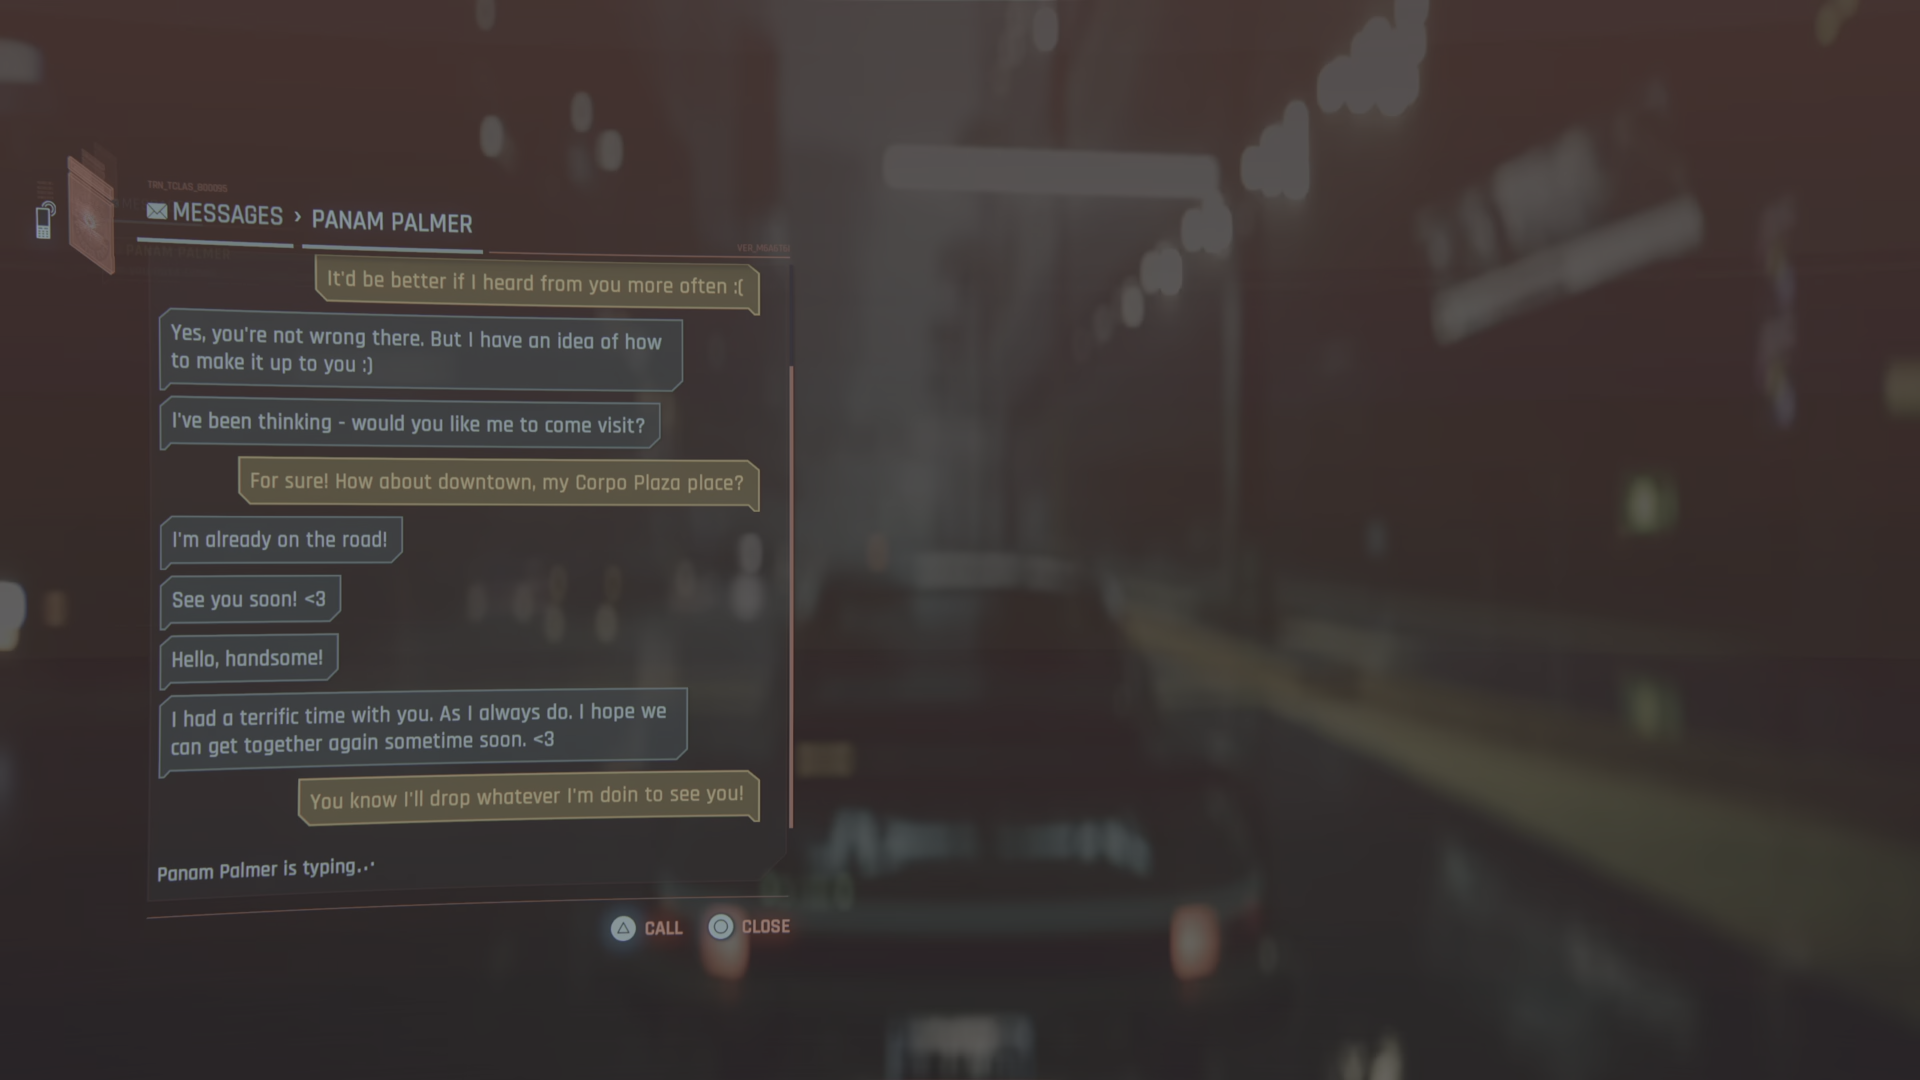 TRN_TCLAS_800095
MESSAGES › PANAM PALMER
It'd be better if I heard from you more often :(
Yes, you're not wrong there. But I have an idea of how
to make it up to you :)
I've been thinking - would you like me to come visit?
For sure! How about downtown, my Corpo Plaza place?
I'm already on the road!
See you soon! <3
Hello, handsome!
I had a terrific time with you. As I always do. I hope we
can get together again sometime soon. <3
You know I'll drop whatever I'm doin to see you!
Panam Palmer is typing...
CALL CLOSE